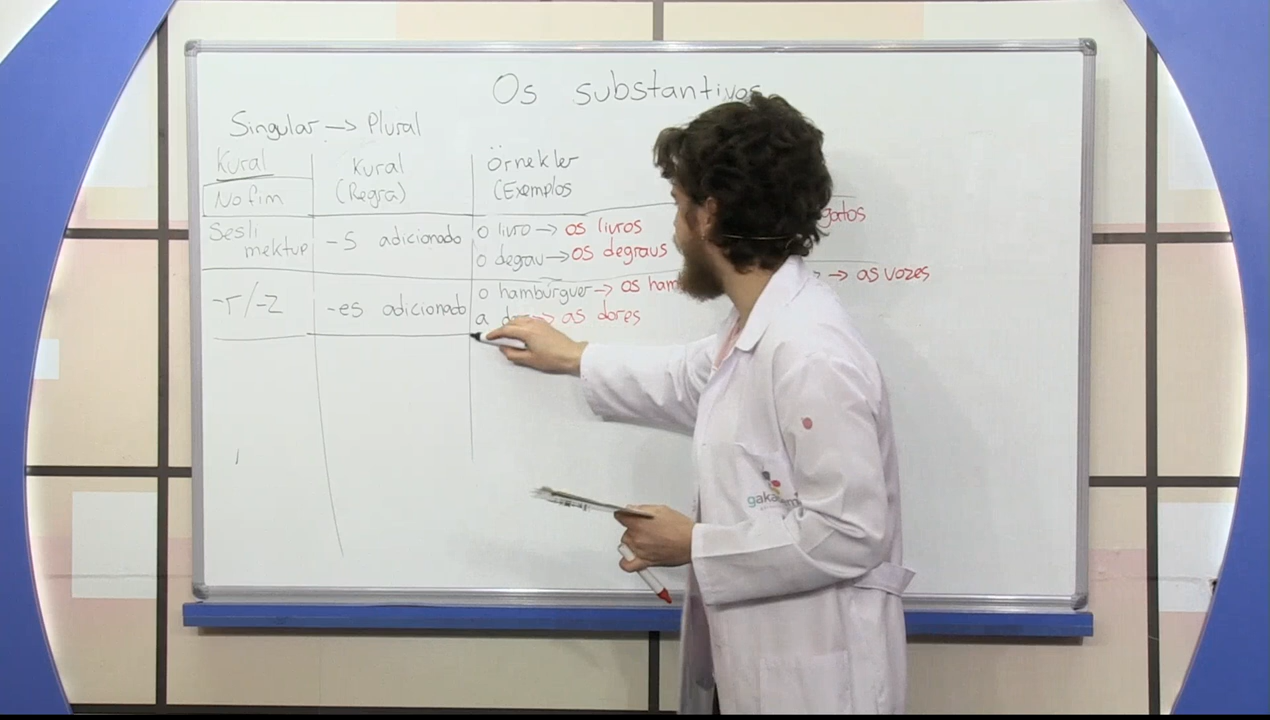 Os substantivos
Singular → Plural
Kural Kural Örnekler
No fim (Regra) (Exemplos
Sesli mektup -s adicionado o livro → os livros gatos
o degrau → os degraus
-r/-z -es adicionado o hambúrguer → os ham → as vozes
a → as dores